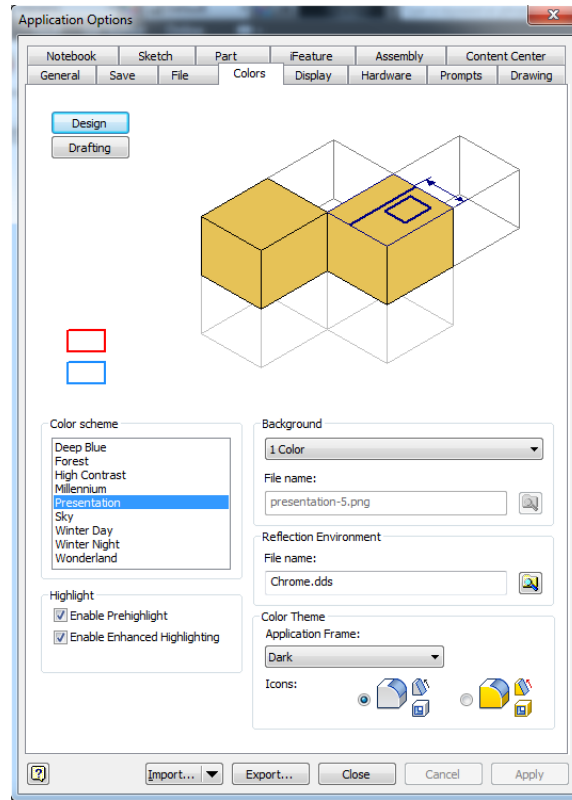 Application Options
Notebook Sketch Part iFeature Assembly Content Center
General Save File Colors Display Hardware Prompts Drawing
Design
Drafting
Color scheme
Deep Blue
Forest
High Contrast
Millennium
Presentation
Sky
Winter Day
Winter Night
Wonderland
Highlight
Enable Prehighlight
Enable Enhanced Highlighting
Background
1 Color
File name:
presentation-5.png
Reflection Environment
File name:
Chrome.dds
Color Theme
Application Frame:
Dark
Icons:
? Import... Export... Close Cancel Apply